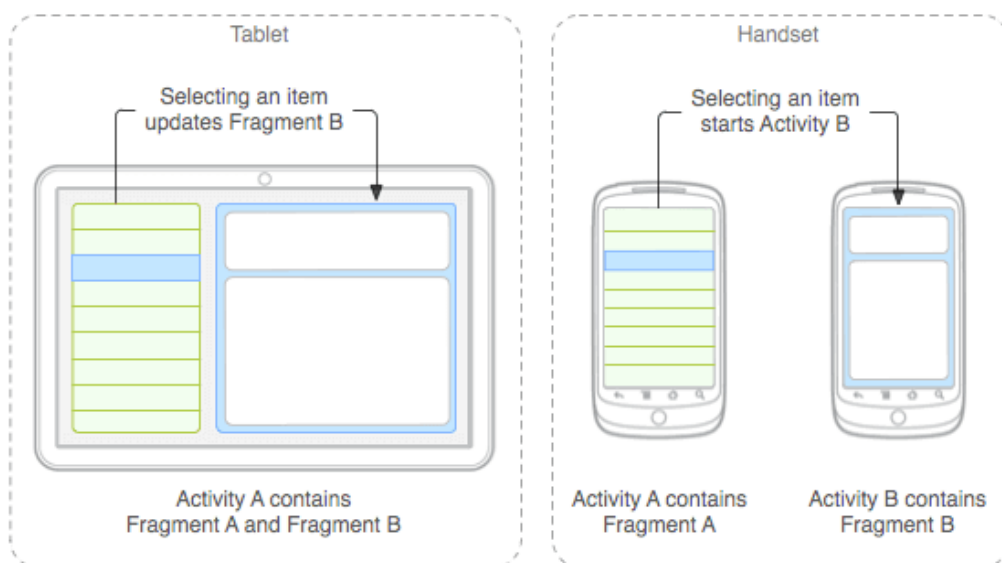 Tablet
Selecting an item
updates Fragment B
Activity A contains
Fragment A and Fragment B
Handset
Selecting an item
starts Activity B
Activity A contains
Fragment A
Activity B contains
Fragment B